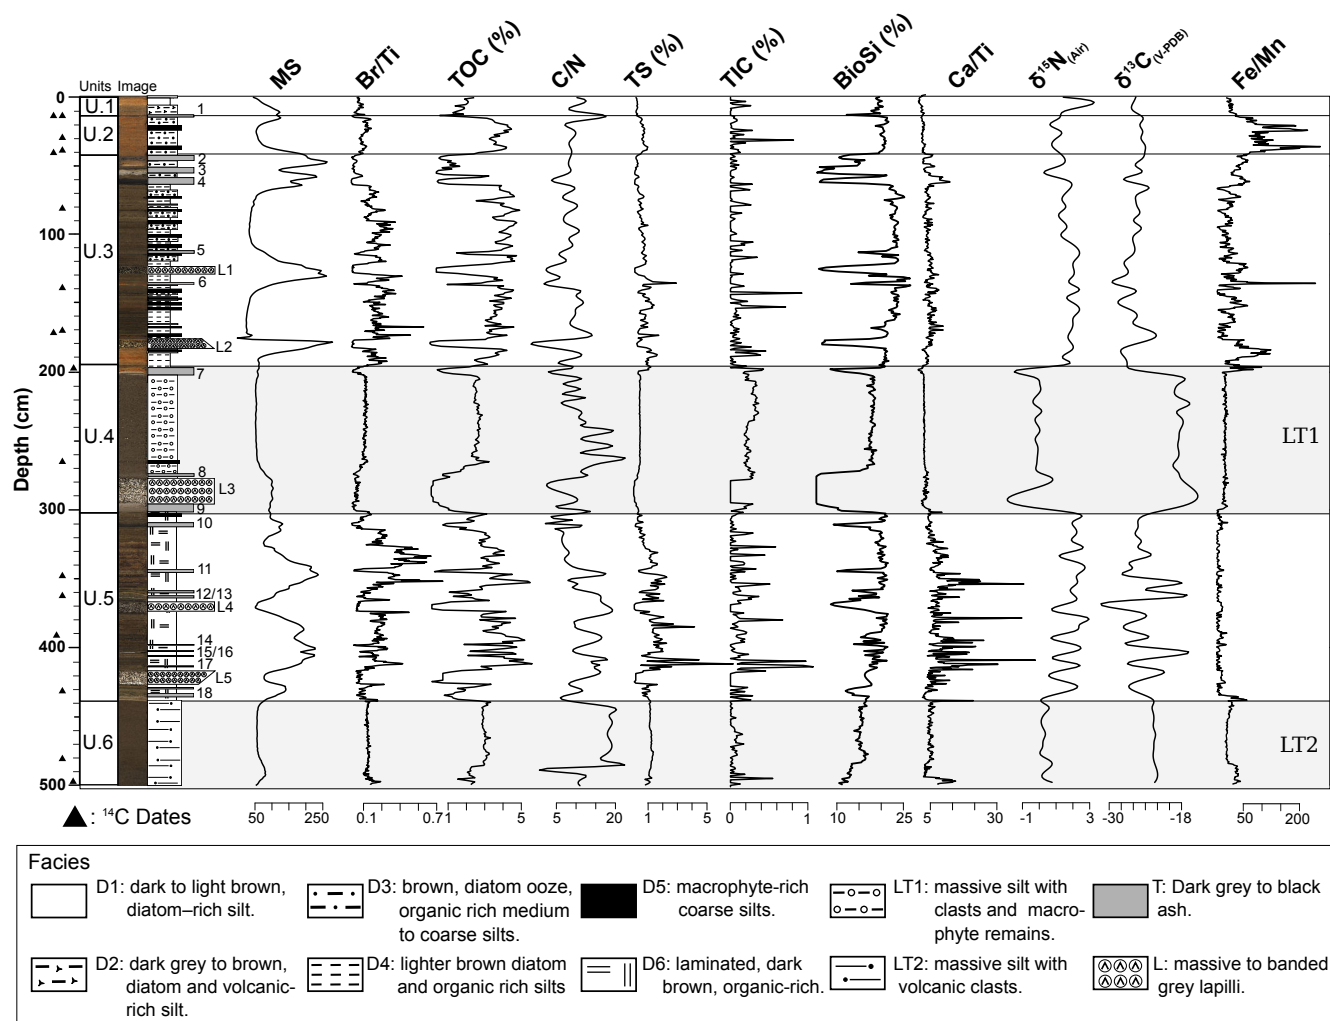 MS Br/Ti TOC (%) C/N TS (%) TIC (%) BioSi (%) Ca/Ti δ¹⁵N(Air) δ¹³C(V-PDB) Fe/Mn
Units Image
0 U.1 1
U.2
2
3
4
U.3
100
5
L1
6
L2
200 7
U.4 LT1
8
L3
300 9
10
11
U.5 12/13
L4
14
400 15/16
17
L5
18
U.6 LT2
500
Depth (cm)
▲: ¹⁴C Dates
50 250 0.1 0.71 1 5 5 20 1 5 0 1 10 25 5 30 -1 3 -30 -18 50 200
Facies
D1: dark to light brown,
diatom–rich silt.
D3: brown, diatom ooze,
organic rich medium
to coarse silts.
D5: macrophyte-rich
coarse silts.
LT1: massive silt with
clasts and macro-
phyte remains.
T: Dark grey to black
ash.
D2: dark grey to brown,
diatom and volcanic-
rich silt.
D4: lighter brown diatom
and organic rich silts
D6: laminated, dark
brown, organic-rich.
LT2: massive silt with
volcanic clasts.
L: massive to banded
grey lapilli.